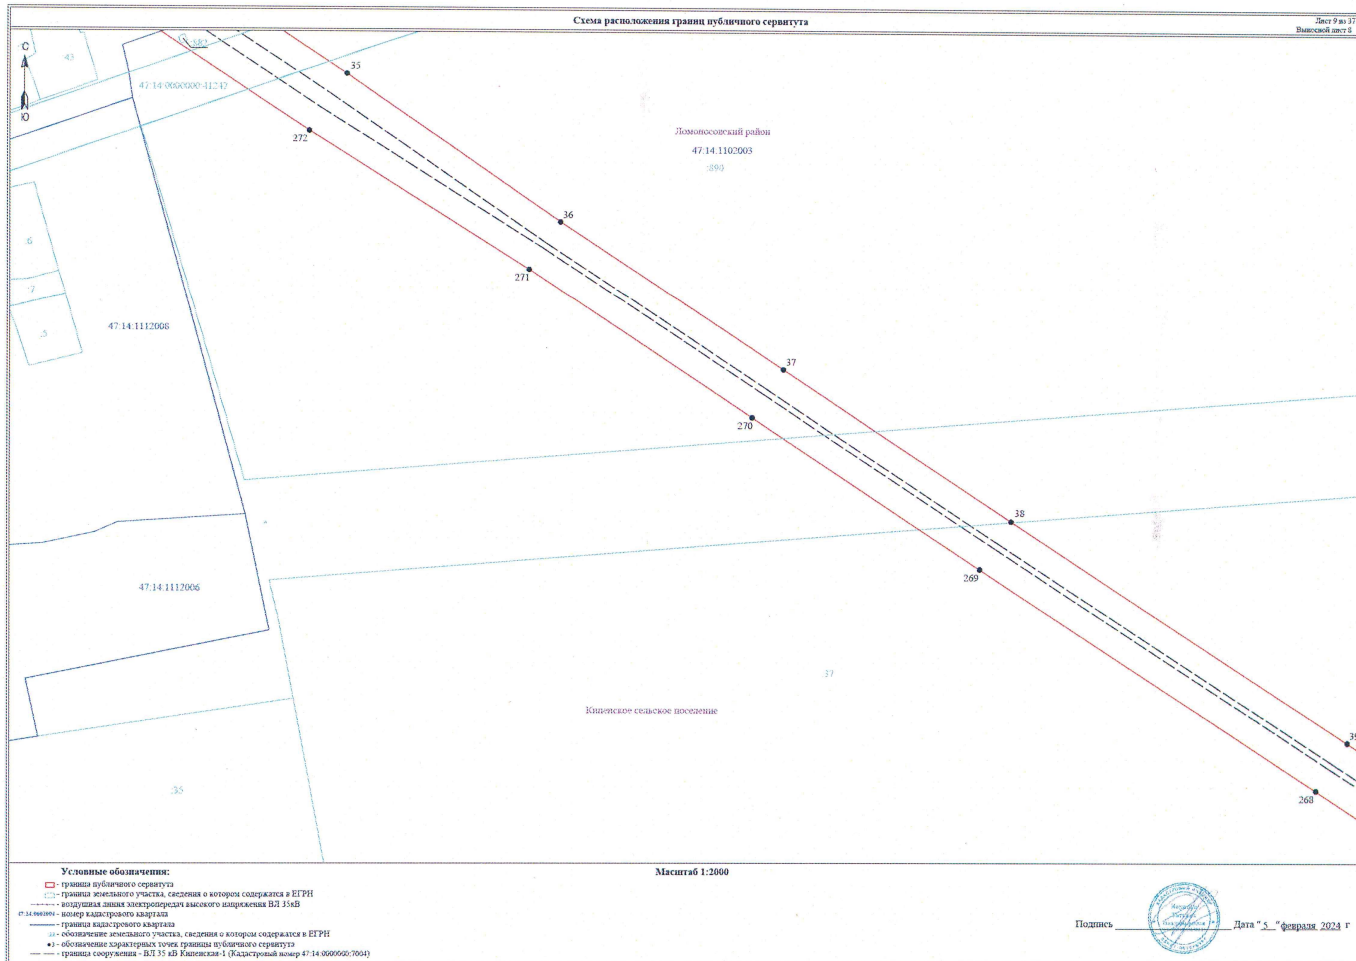 Схема расположения границ публичного сервитута
Лист 9 из 37
Выносной лист 8
С
Ю
:43
:582
47:14:0000000:41242
35
272
Ломоносовский район
47:14:1102003
:890
36
271
:6
:7
:5
47:14:1112008
37
270
38
269
47:14:1112006
:37
Кипенское сельское поселение
39
268
:35
Условные обозначения:
- граница публичного сервитута
- граница земельного участка, сведения о котором содержатся в ЕГРН
- воздушная линия электропередач высокого напряжения ВЛ 35кВ
- номер кадастрового квартала
- граница кадастрового квартала
- обозначение земельного участка, сведения о котором содержатся в ЕГРН
- обозначение характерных точек границы публичного сервитута
- граница сооружения - ВЛ 35 кВ Кипенская-1 (Кадастровый номер 47:14:0000000:7004)
Масштаб 1:2000
Подпись
Дата " 5 " февраля 2024 г